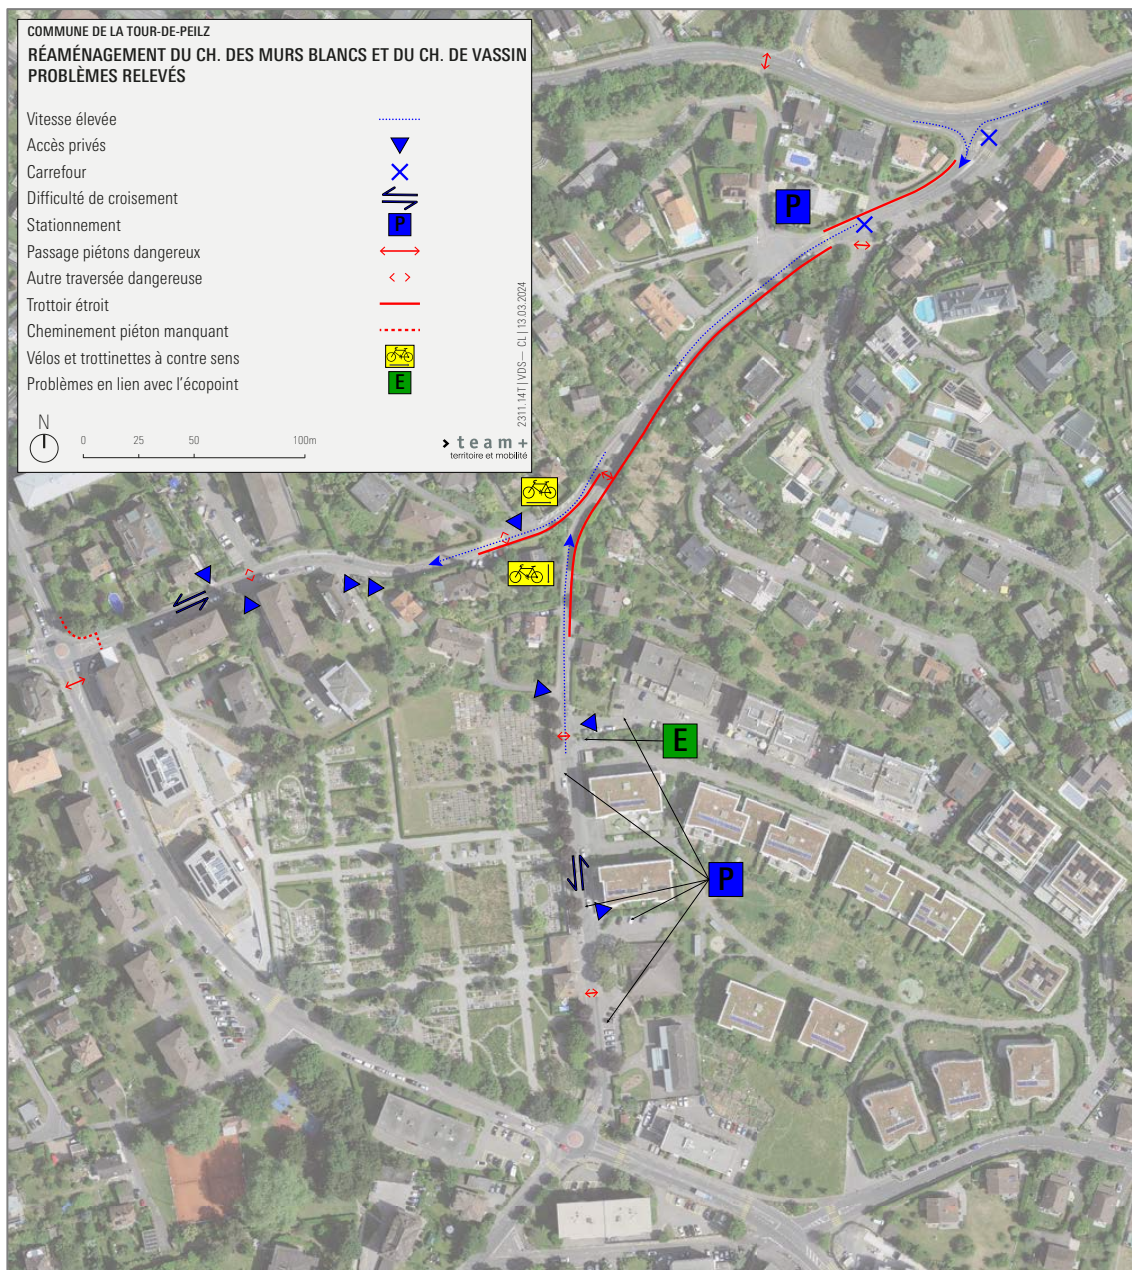 COMMUNE DE LA TOUR-DE-PEILZ
RÉAMÉNAGEMENT DU CH. DES MURS BLANCS ET DU CH. DE VASSIN
PROBLÈMES RELEVÉS
Vitesse élevée
Accès privés
Carrefour
Difficulté de croisement
Stationnement
P
Passage piétons dangereux
Autre traversée dangereuse
Trottoir étroit
Cheminement piéton manquant
Vélos et trottinettes à contre sens
Problèmes en lien avec l'écopoint
E
2311.14T | VDS — CL | 13.03.2024
N
0 25 50 100m
team+
territoire et mobilité
P
E
P